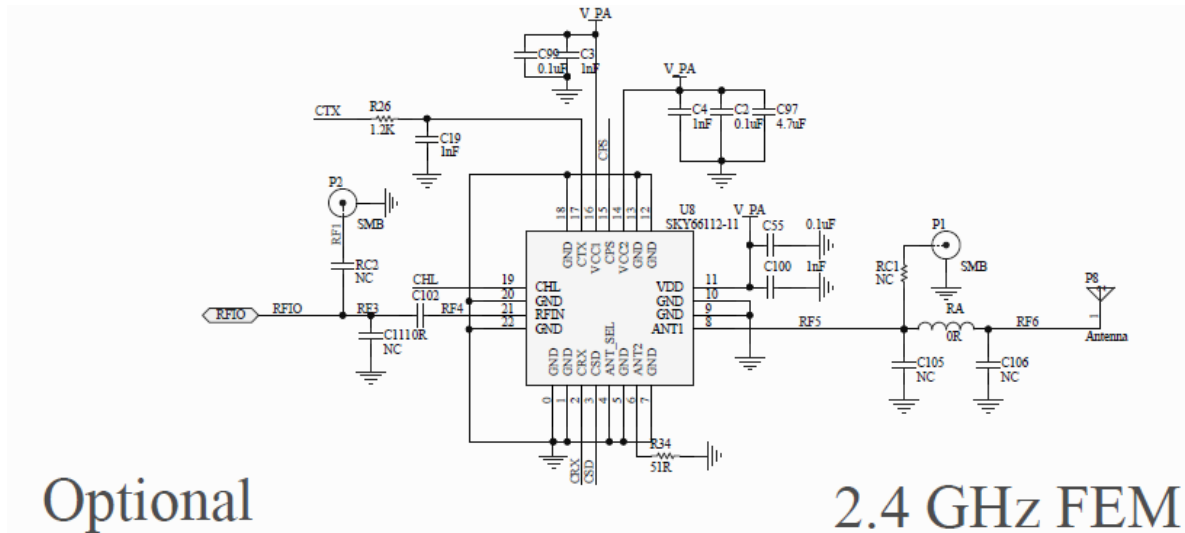 V_PA
C99
0.1uF
C3
1nF
V_PA
CTX
R26
1.2K
C19
1nF
CPS
C4
1nF
C2
0.1uF
C97
4.7uF
P2
SMB
RF1
RC2
NC
U8
SKY66112-11
V_PA
C55
0.1uF
C100
1nF
P1
SMB
RC1
NC
P8
1
Antenna
18
17
16
15
14
13
12
GND
CTX
VCC1
CPS
VCC2
GND
GND
CHL
19
CHL
20
GND
21
RFIN
22
GND
VDD
11
GND
10
GND
9
ANT1
8
RFIO
RFIO
RF3
C102
RF4
C111
0R
NC
RF5
RA
0R
RF6
C105
NC
C106
NC
GND
GND
CRX
CSD
ANT_SEL
GND
ANT2
GND
0
1
2
3
4
5
6
7
CRX
CSD
R34
51R
Optional
2.4 GHz FEM